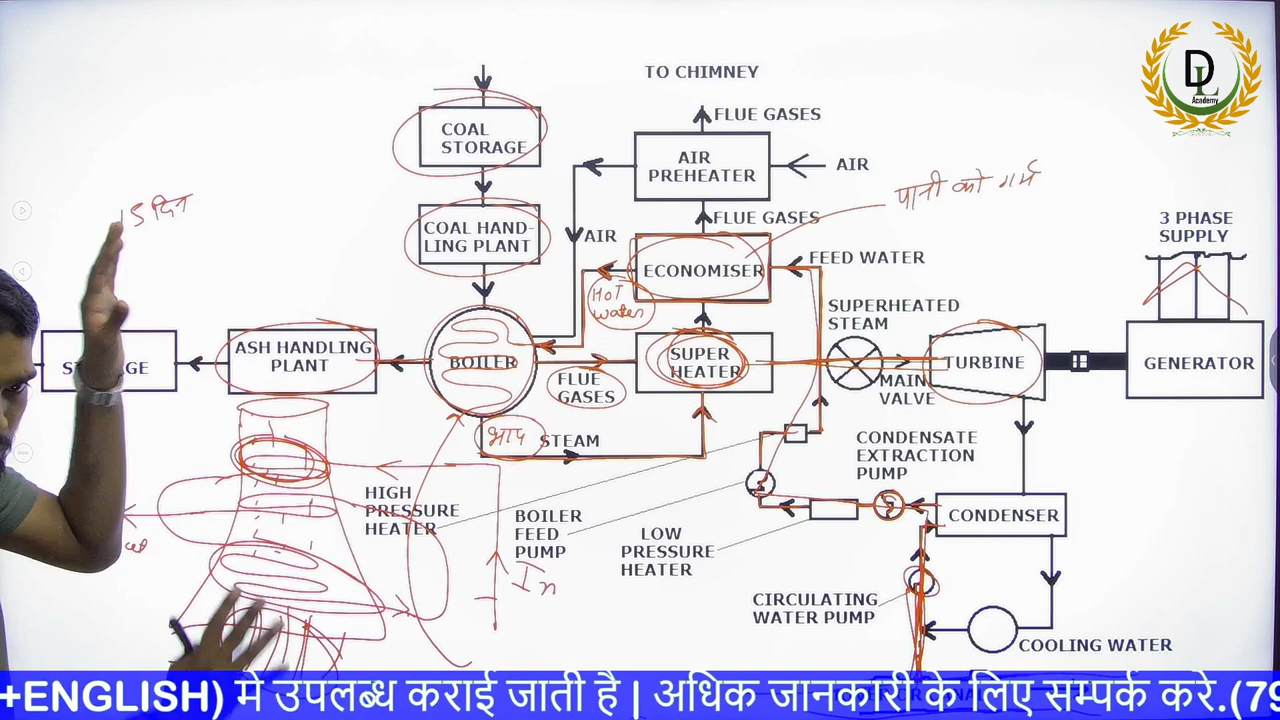 TO CHIMNEY
FLUE GASES
COAL
STORAGE
AIR
PREHEATER
AIR
D
L
Academy
पानी को गर्म
5 दिन
COAL HAND-
LING PLANT
FLUE GASES
AIR
ECONOMISER
FEED WATER
3 PHASE
SUPPLY
HOT
water
SUPERHEATED
STEAM
ASH HANDLING
PLANT
BOILER
SUPER
HEATER
TURBINE
GENERATOR
FLUE
GASES
MAIN
VALVE
भाप
STEAM
CONDENSATE
EXTRACTION
PUMP
HIGH
PRESSURE
HEATER
BOILER
FEED
PUMP
LOW
PRESSURE
HEATER
CONDENSER
In
CIRCULATING
WATER PUMP
COOLING WATER
+ENGLISH) में उपलब्ध कराई जाती है | अधिक जानकारी के लिए सम्पर्क करे.(79